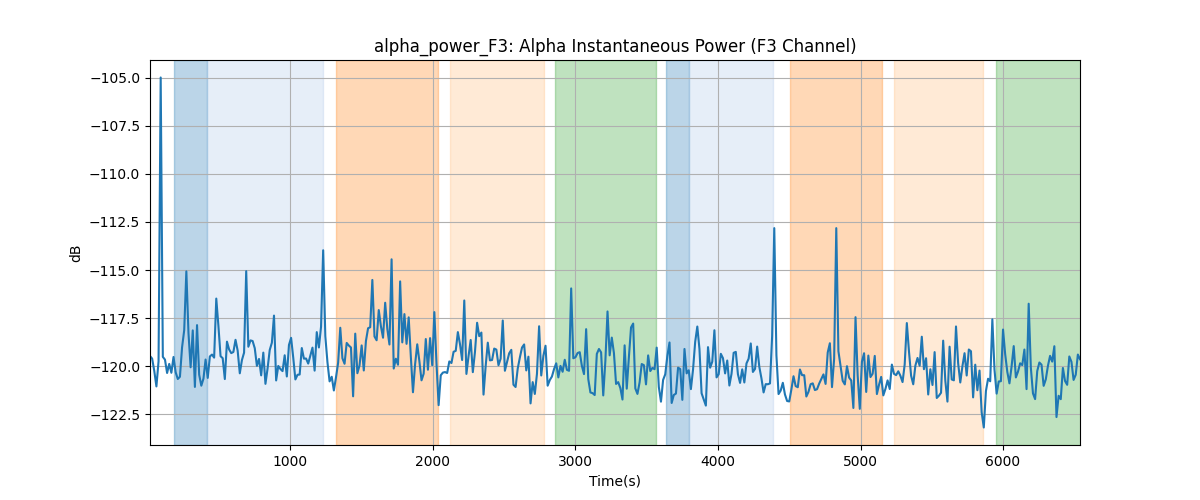 alpha_power_F3: Alpha Instantaneous Power (F3 Channel)
−105.0
−107.5
−110.0
−112.5
−115.0
−117.5
−120.0
−122.5
dB
1000 2000 3000 4000 5000 6000
Time(s)